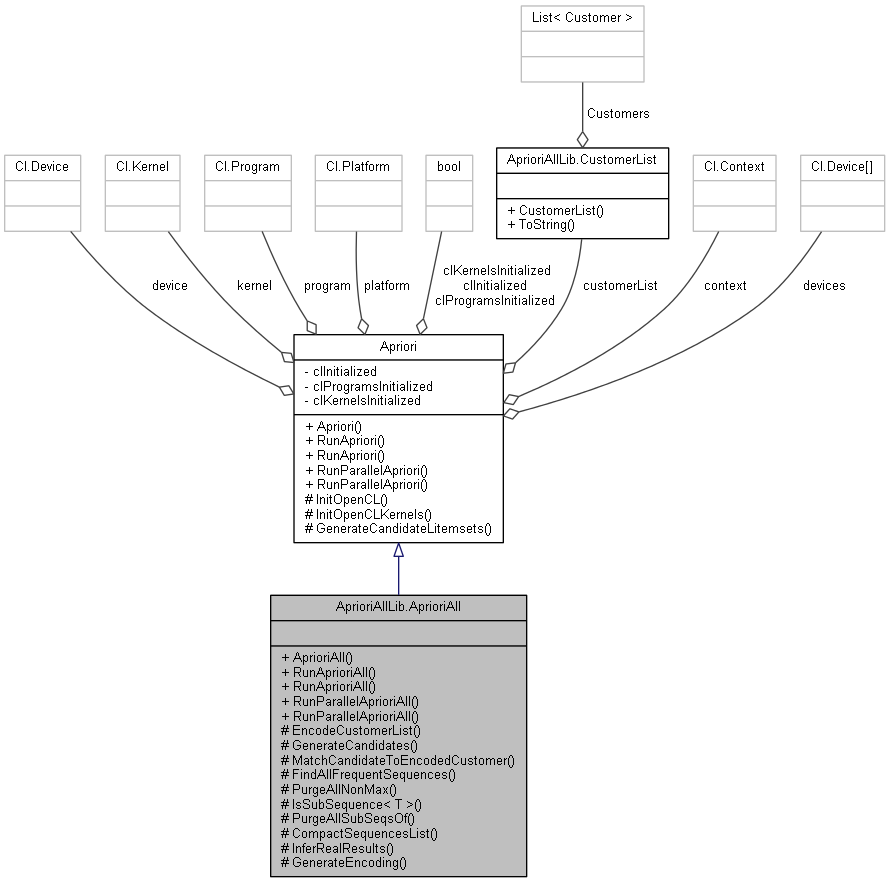 List< Customer >
Customers
Cl.Device
Cl.Kernel
Cl.Program
Cl.Platform
bool
AprioriAllLib.CustomerList
+ CustomerList()
+ ToString()
Cl.Context
Cl.Device[]
device
kernel
program
platform
clKernelsInitialized
clInitialized
clProgramsInitialized
customerList
context
devices
Apriori
- clInitialized
- clProgramsInitialized
- clKernelsInitialized
+ Apriori()
+ RunApriori()
+ RunApriori()
+ RunParallelApriori()
+ RunParallelApriori()
# InitOpenCL()
# InitOpenCLKernels()
# GenerateCandidateLitemsets()
AprioriAllLib.AprioriAll
+ AprioriAll()
+ RunAprioriAll()
+ RunAprioriAll()
+ RunParallelAprioriAll()
+ RunParallelAprioriAll()
# EncodeCustomerList()
# GenerateCandidates()
# MatchCandidateToEncodedCustomer()
# FindAllFrequentSequences()
# PurgeAllNonMax()
# IsSubSequence< T >()
# PurgeAllSubSeqsOf()
# CompactSequencesList()
# InferRealResults()
# GenerateEncoding()